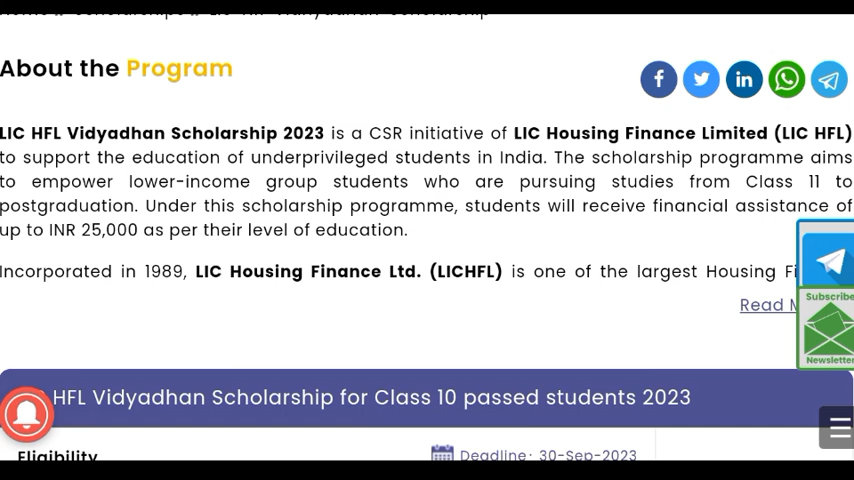 About the Program
LIC HFL Vidyadhan Scholarship 2023 is a CSR initiative of LIC Housing Finance Limited (LIC HFL)
to support the education of underprivileged students in India. The scholarship programme aims
to empower lower-income group students who are pursuing studies from Class 11 to
postgraduation. Under this scholarship programme, students will receive financial assistance of
up to INR 25,000 as per their level of education.
Incorporated in 1989, LIC Housing Finance Ltd. (LICHFL) is one of the largest Housing
Read
Subscribe
Newsletter
HFL Vidyadhan Scholarship for Class 10 passed students 2023
Eligibility
Deadline: 30-Sep-2023